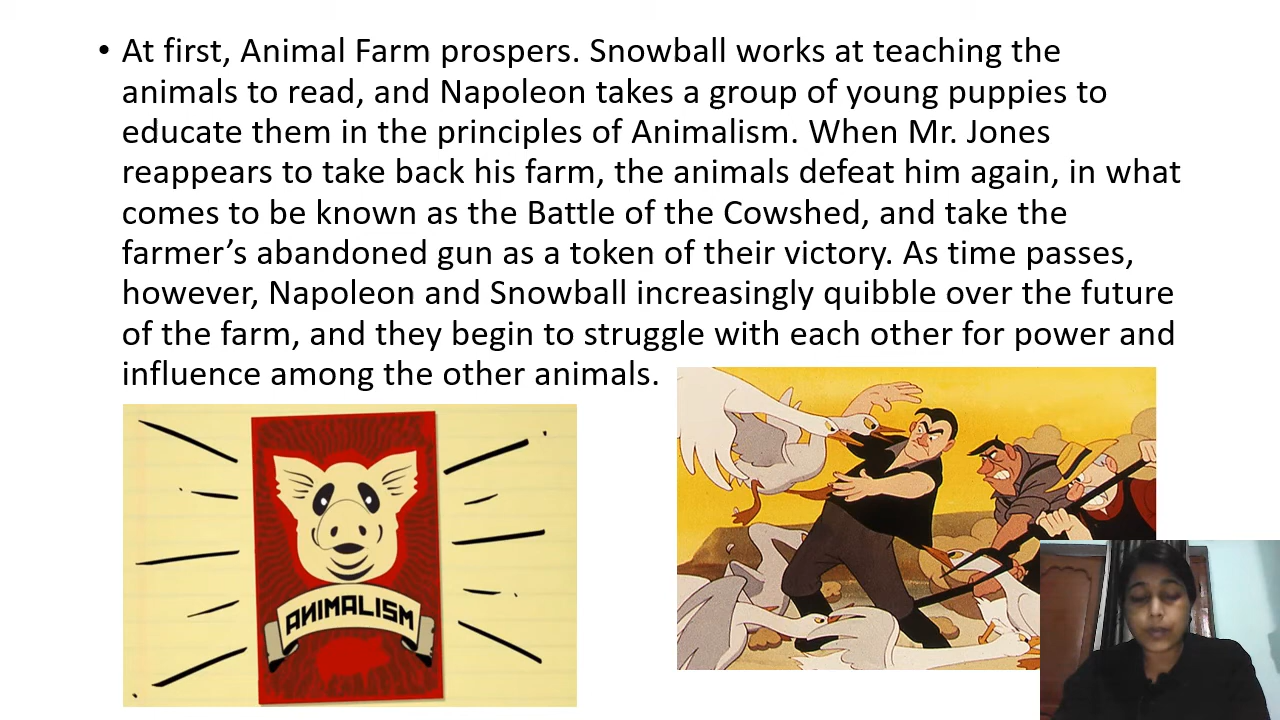 • At first, Animal Farm prospers. Snowball works at teaching the
animals to read, and Napoleon takes a group of young puppies to
educate them in the principles of Animalism. When Mr. Jones
reappears to take back his farm, the animals defeat him again, in what
comes to be known as the Battle of the Cowshed, and take the
farmer’s abandoned gun as a token of their victory. As time passes,
however, Napoleon and Snowball increasingly quibble over the future
of the farm, and they begin to struggle with each other for power and
influence among the other animals.
ANIMALISM